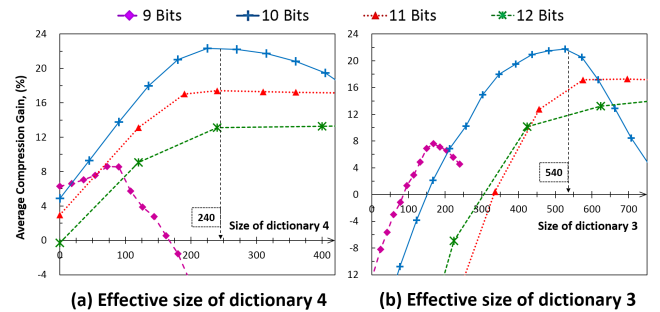 9 Bits 10 Bits 11 Bits 12 Bits
Average Compression Gain, (%)
24
20
16
12
8
4
0
-4
0 100 200 300 400
240
Size of dictionary 4
24
20
16
12
8
4
0
4
8
12
0 100 200 300 400 500 600 700
540
Size of dictionary 3
(a) Effective size of dictionary 4 (b) Effective size of dictionary 3